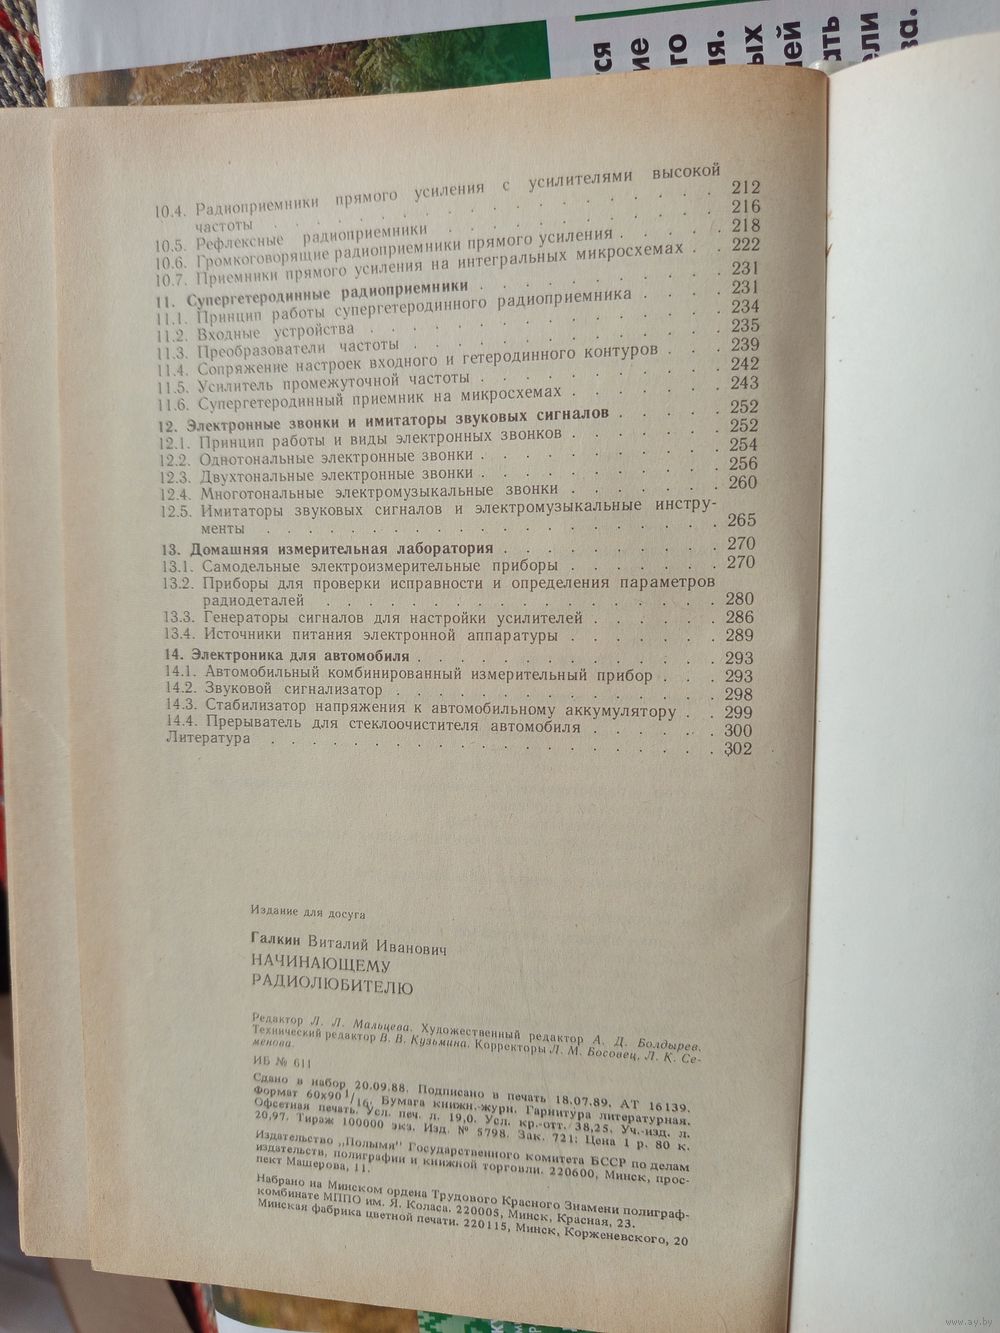 тся
ие
го
ия.
ых
ей
ать
ели
ва.
10.4. Радиоприемники прямого усиления с усилителями высокой
частоты . . . . . . . . . . . . . . . 212
10.5. Рефлексные радиоприемники . . . . . . . . . 216
10.6. Громкоговорящие радиоприемники прямого усиления . . . . 218
10.7. Приемники прямого усиления на интегральных микросхемах . . 222
11. Супергетеродинные радиоприемники . . . . . . . . . 231
11.1. Принцип работы супергетеродинного радиоприемника . . . . 231
11.2. Входные устройства . . . . . . . . . . . . 234
11.3. Преобразователи частоты . . . . . . . . . . . 235
11.4. Сопряжение настроек входного и гетеродинного контуров . . . 239
11.5. Усилитель промежуточной частоты . . . . . . . . . 242
11.6. Супергетеродинный приемник на микросхемах . . . . . . 243
12. Электронные звонки и имитаторы звуковых сигналов . . . . . 252
12.1. Принцип работы и виды электронных звонков . . . . . . 252
12.2. Однотональные электронные звонки . . . . . . . . . 254
12.3. Двухтональные электронные звонки . . . . . . . . . 256
12.4. Многотональные электромузыкальные звонки . . . . . . 260
12.5. Имитаторы звуковых сигналов и электромузыкальные инстру-
менты . . . . . . . . . . . . . . . . 265
13. Домашняя измерительная лаборатория . . . . . . . . . 270
13.1. Самодельные электроизмерительные приборы . . . . . . 270
13.2. Приборы для проверки исправности и определения параметров
радиодеталей . . . . . . . . . . . . . . 280
13.3. Генераторы сигналов для настройки усилителей . . . . . . 286
13.4. Источники питания электронной аппаратуры . . . . . . 289
14. Электроника для автомобиля . . . . . . . . . . . . 293
14.1. Автомобильный комбинированный измерительный прибор . . . 293
14.2. Звуковой сигнализатор . . . . . . . . . . . . 298
14.3. Стабилизатор напряжения к автомобильному аккумулятору . . 299
14.4. Прерыватель для стеклоочистителя автомобиля . . . . . . 300
Литература . . . . . . . . . . . . . . . . . 302
Издание для досуга
Галкин Виталий Иванович
НАЧИНАЮЩЕМУ
РАДИОЛЮБИТЕЛЮ
Редактор Л. Л. Мальцева. Художественный редактор А. Д. Болдырев.
Технический редактор В. В. Кузьмина. Корректоры Л. М. Босовец, Л. К. Се-
менова.
ИБ № 611
Сдано в набор 20.09.88. Подписано в печать 18.07.89. АТ 16139.
Формат 60×90 1/16. Бумага книжн.-журн. Гарнитура литературная.
Офсетная печать. Усл. печ. л. 19,0. Усл. кр.-отт. 38,25. Уч.-изд. л.
20,97. Тираж 100000 экз. Изд. № 5798. Зак. 721. Цена 1 р. 80 к.
Издательство „Полымя" Государственного комитета БССР по делам
издательств, полиграфии и книжной торговли. 220600, Минск, прос-
пект Машерова, 11.
Набрано на Минском ордена Трудового Красного Знамени полиграф-
комбинате МППО им. Я. Коласа. 220005, Минск, Красная, 23.
Минская фабрика цветной печати. 220115, Минск, Корженевского, 20
www.ay.by